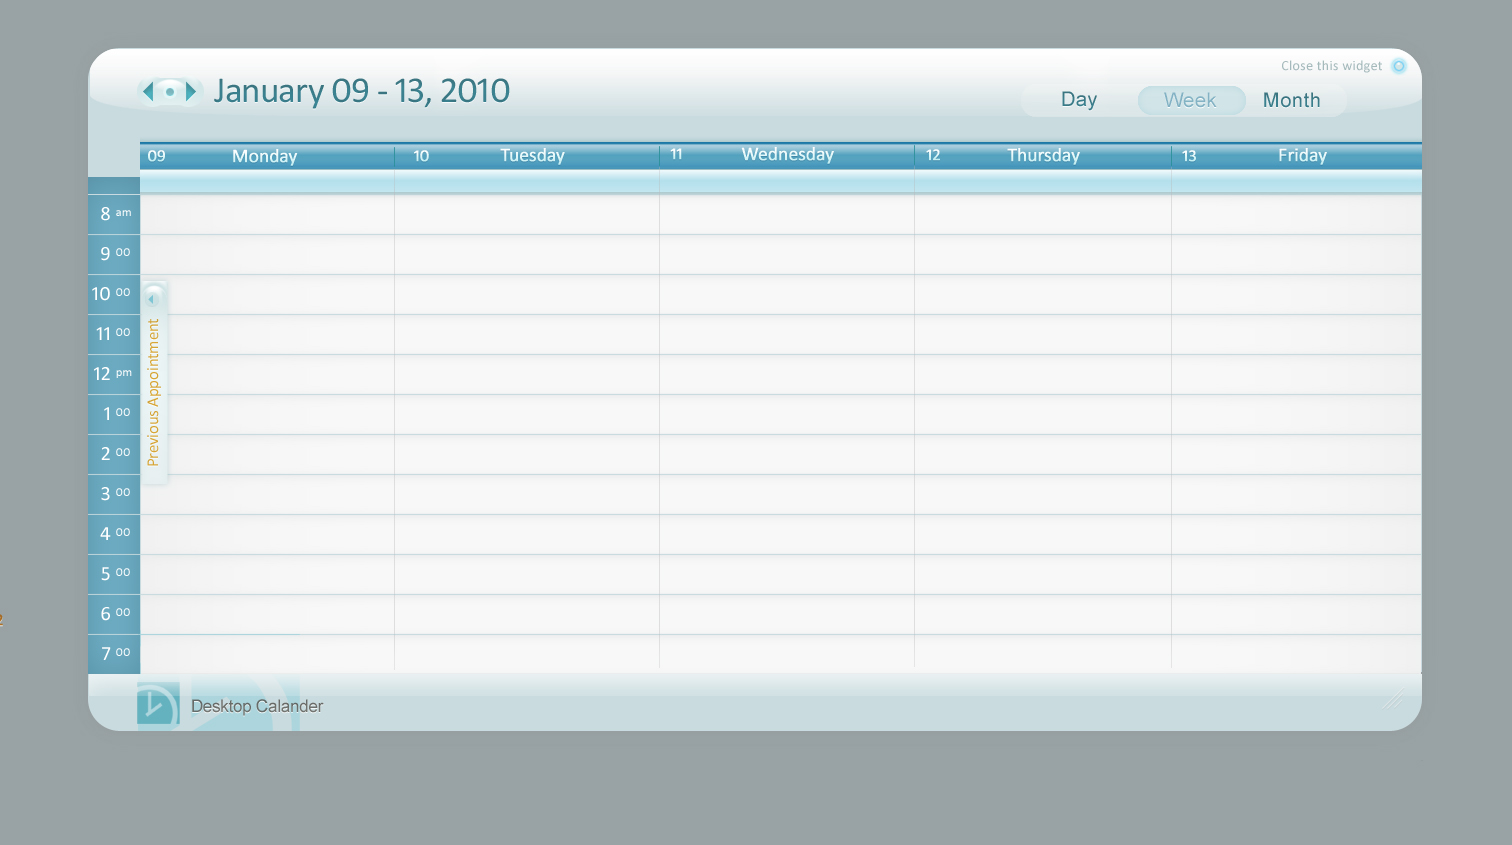 Close this widget
January 09 - 13, 2010
Day Week Month
09 Monday 10 Tuesday 11 Wednesday 12 Thursday 13 Friday
8 am
9 00
10 00
11 00
12 pm
1 00
2 00
3 00
4 00
5 00
6 00
7 00
Previous Appointment
Desktop Calander